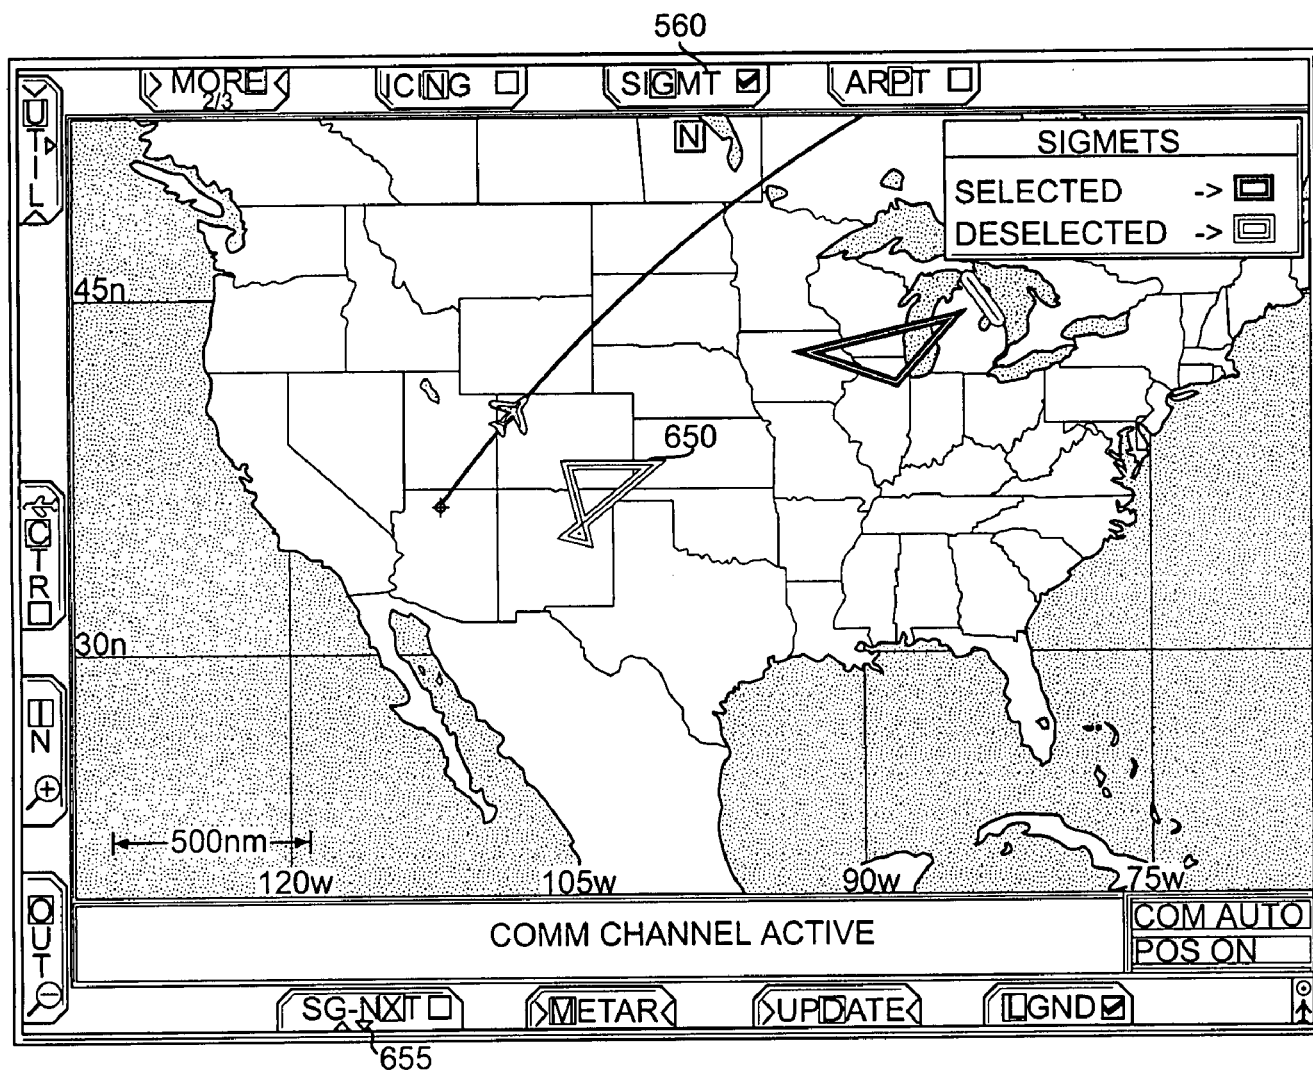 560
MORE
2/3
ICING
SIGMT
ARPT
UTIL
N
SIGMETS
SELECTED ->
DESELECTED ->
45n
650
CTR
30n
IN
500nm
120w
105w
90w
75w
OUT
COMM CHANNEL ACTIVE
COM AUTO
POS ON
SG-NXT
METAR
UPDATE
LGND
655